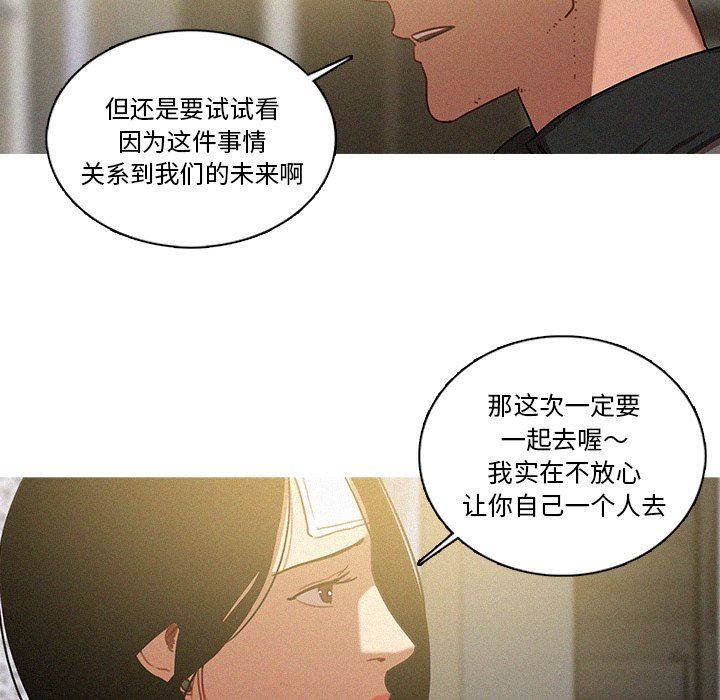 但还是要试试看
因为这件事情
关系到我们的未来啊
那这次一定要
一起去喔～
我实在不放心
让你自己一个人去